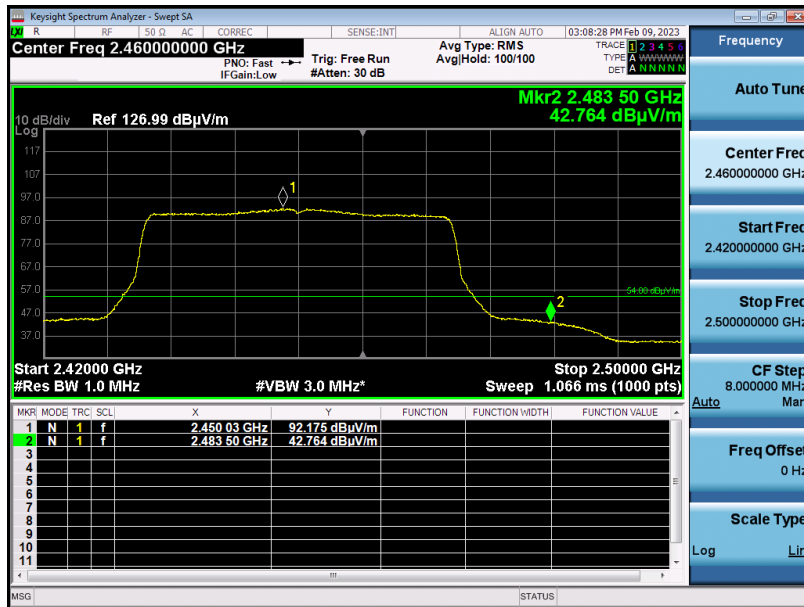 Keysight Spectrum Analyzer - Swept SA
LXI R RF 50 Ω AC CORREC SENSE:INT ALIGN AUTO 03:08:28 PM Feb 09, 2023
Center Freq 2.460000000 GHz
PNO: Fast
IFGain:Low
Trig: Free Run
#Atten: 30 dB
Avg Type: RMS
Avg|Hold: 100/100
TRACE 1 2 3 4 5 6
TYPE A W W W W W
DET A N N N N N
Mkr2 2.483 50 GHz
42.764 dBµV/m
10 dB/div Ref 126.99 dBµV/m
Log
117
107
97.0
87.0
77.0
67.0
57.0
47.0
37.0
1
54.00 dBµV/m
2
Start 2.42000 GHz Stop 2.50000 GHz
#Res BW 1.0 MHz #VBW 3.0 MHz* Sweep 1.066 ms (1000 pts)
MKR MODE TRC SCL X Y FUNCTION FUNCTION WIDTH FUNCTION VALUE
1 N 1 f 2.450 03 GHz 92.175 dBµV/m
2 N 1 f 2.483 50 GHz 42.764 dBµV/m
3
4
5
6
7
8
9
10
11
MSG STATUS
Frequency
Auto Tune
Center Freq
2.460000000 GHz
Start Freq
2.420000000 GHz
Stop Freq
2.500000000 GHz
CF Step
8.000000 MHz
Auto Man
Freq Offset
0 Hz
Scale Type
Log Lin